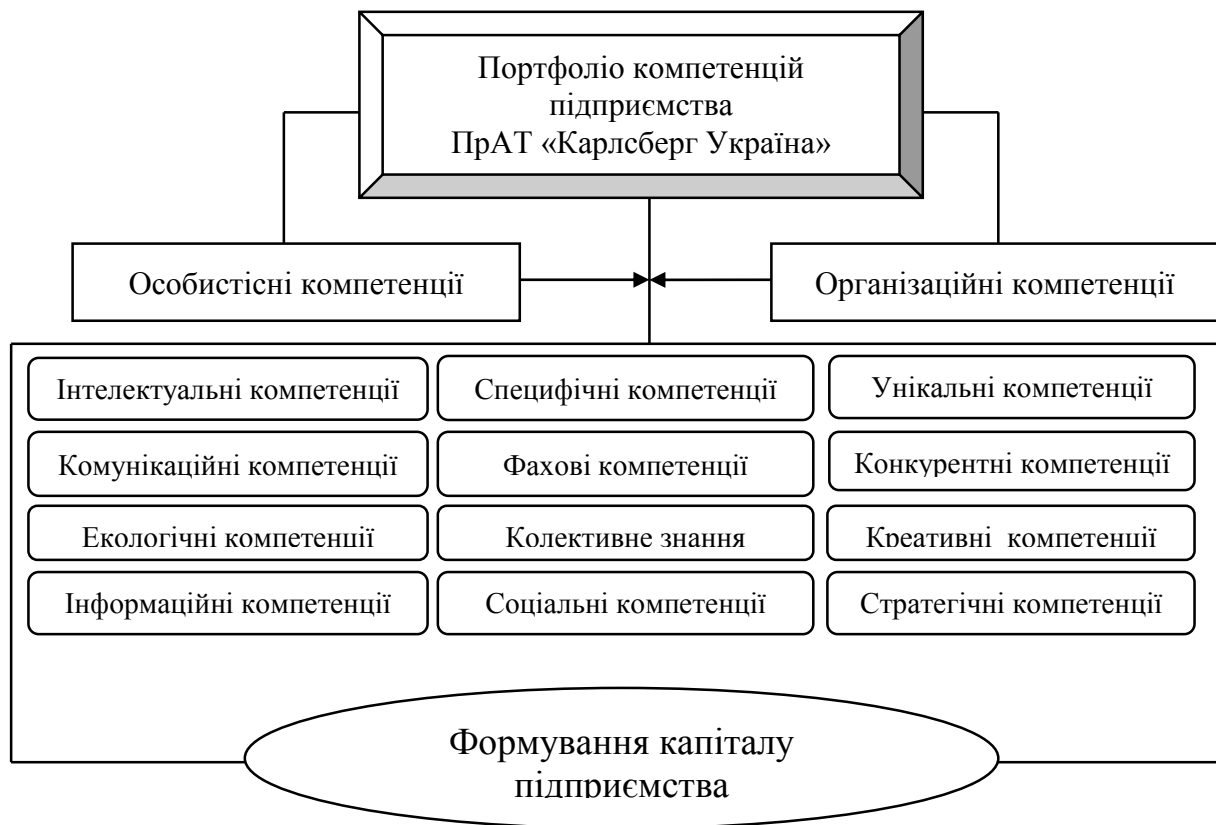 Портфоліо компетенцій
підприємства
ПрАТ «Карлсберг Україна»
Особистісні компетенції
Організаційні компетенції
Інтелектуальні компетенції
Специфічні компетенції
Унікальні компетенції
Комунікаційні компетенції
Фахові компетенції
Конкурентні компетенції
Екологічні компетенції
Колективне знання
Креативні компетенції
Інформаційні компетенції
Соціальні компетенції
Стратегічні компетенції
Формування капіталу
підприємства